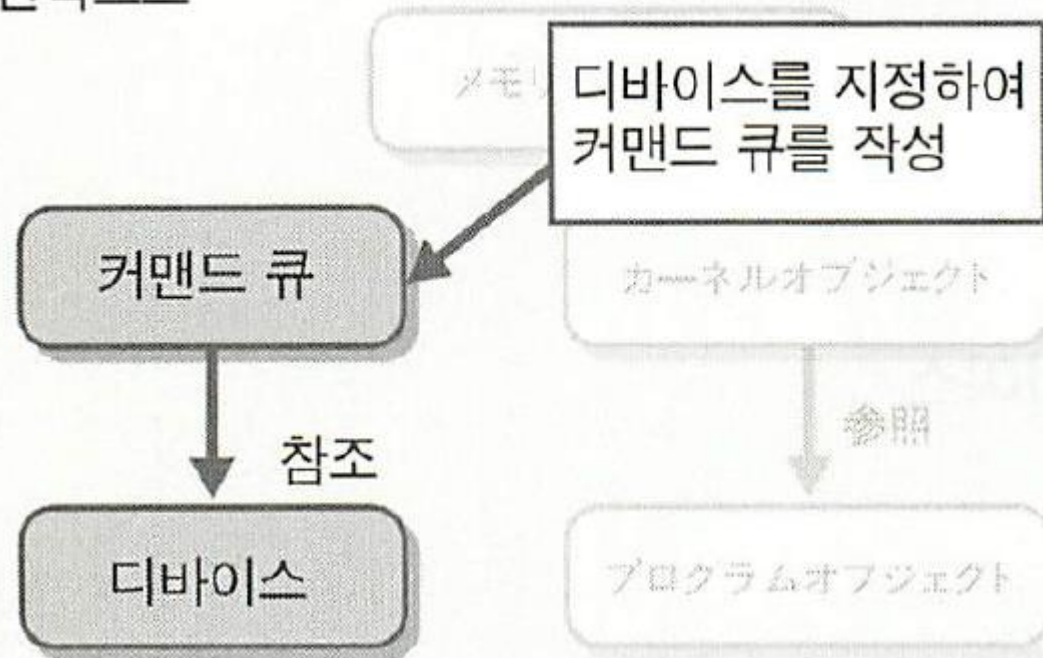 メモリ
디바이스를 지정하여
커맨드 큐를 작성
커맨드 큐
カーネルオブジェクト
참조
参照
디바이스
プログラムオブジェクト